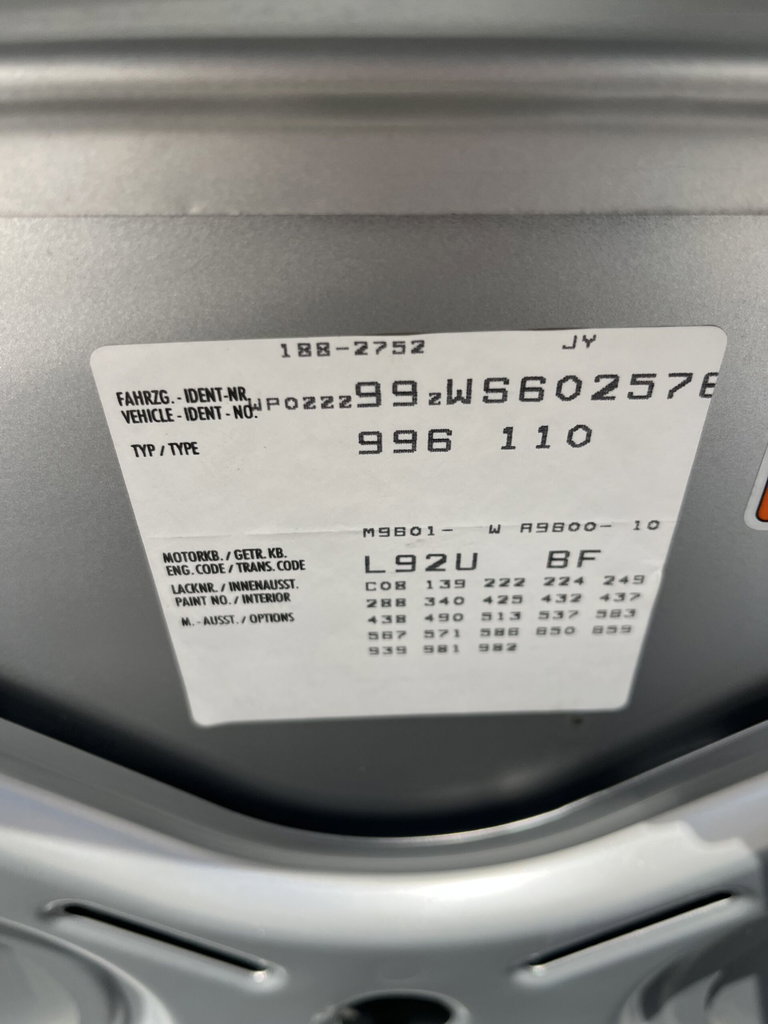 188-2752 JY
FAHRZG. - IDENT-NR.
VEHICLE - IDENT - NO.
WP0ZZZ99ZWS602576
TYP / TYPE
996 110
M9601- W A9600- 10
MOTORKB. / GETR. KB.
ENG. CODE / TRANS. CODE
L92U BF
LACKNR. / INNENAUSST.
PAINT NO. / INTERIOR
M. - AUSST. / OPTIONS
C08 139 222 224 249
288 340 425 432 437
438 490 513 537 583
567 571 586 650 659
939 981 982